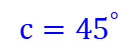 c = 45°